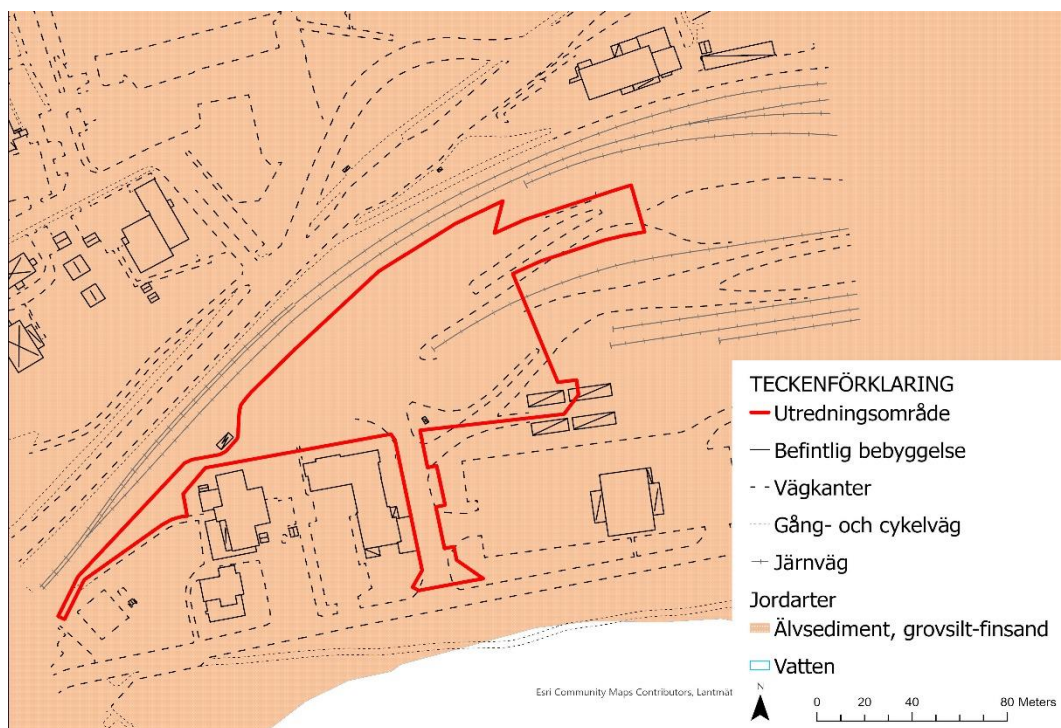 TECKENFÖRKLARING
Utredningsområde
Befintlig bebyggelse
Vägkanter
Gång- och cykelväg
Järnväg
Jordarter
Älvsediment, grovsilt-finsand
Vatten
Esri Community Maps Contributors, Lantmät
N
0 20 40 80 Meters